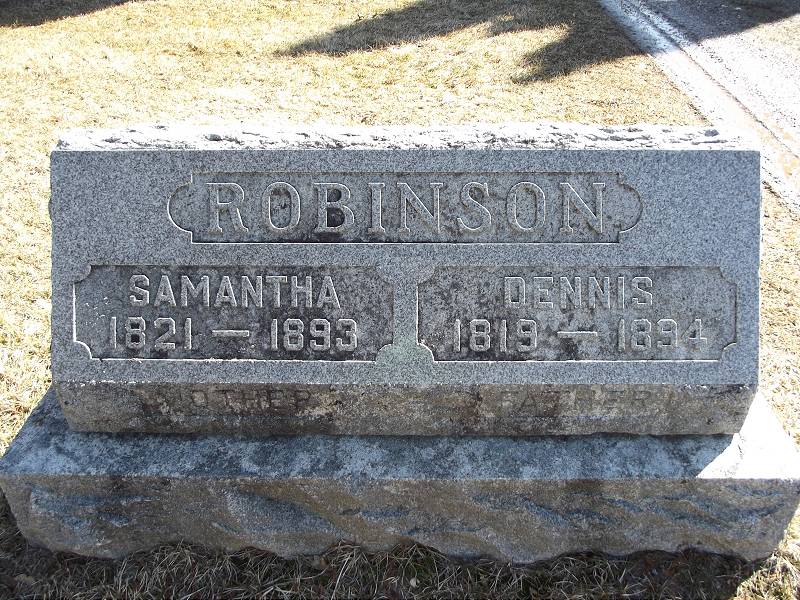 ROBINSON
SAMANTHA
1821 — 1893
DENNIS
1819 — 1894
MOTHER
FATHER